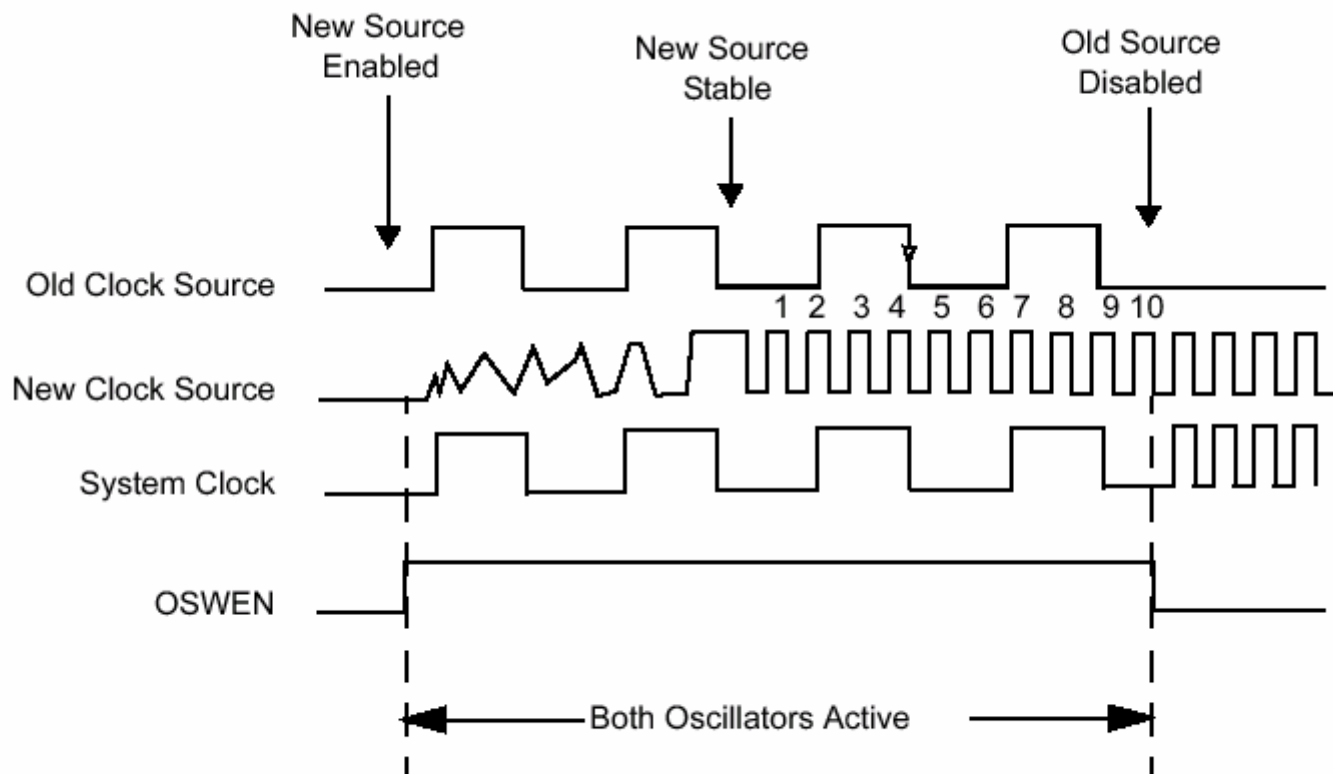 New Source
Enabled
New Source
Stable
Old Source
Disabled
Old Clock Source
1 2 3 4 5 6 7 8 9 10
New Clock Source
System Clock
OSWEN
Both Oscillators Active